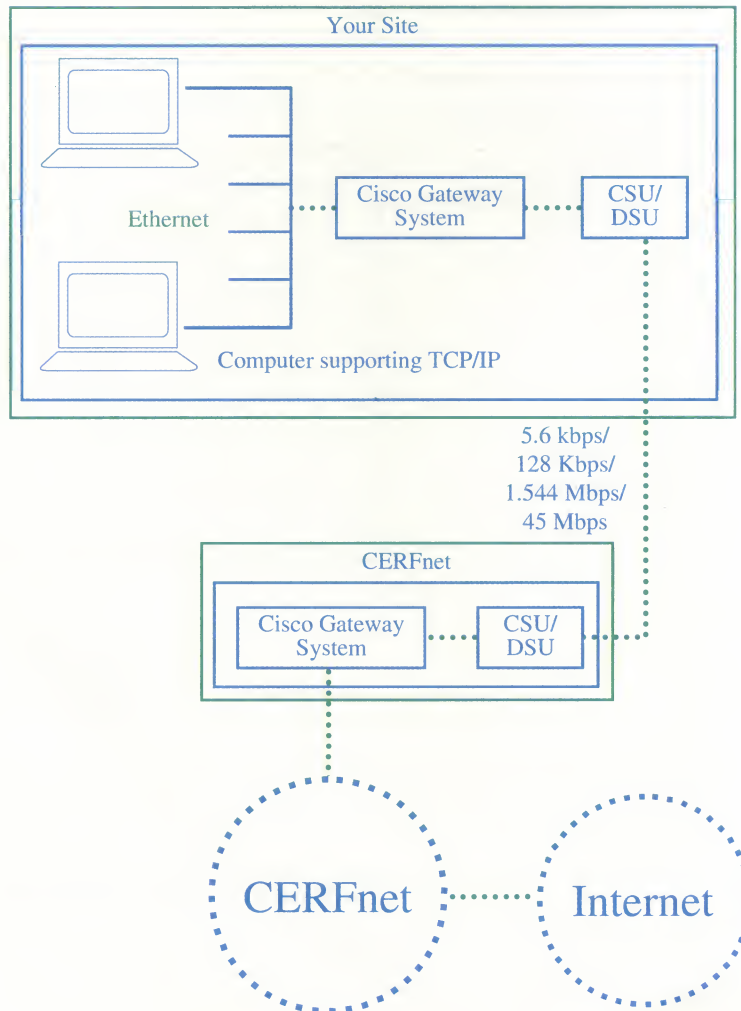 Your Site
Ethernet
Cisco Gateway
System
CSU/
DSU
Computer supporting TCP/IP
5.6 kbps/
128 Kbps/
1.544 Mbps/
45 Mbps
CERFnet
Cisco Gateway
System
CSU/
DSU
CERFnet
Internet